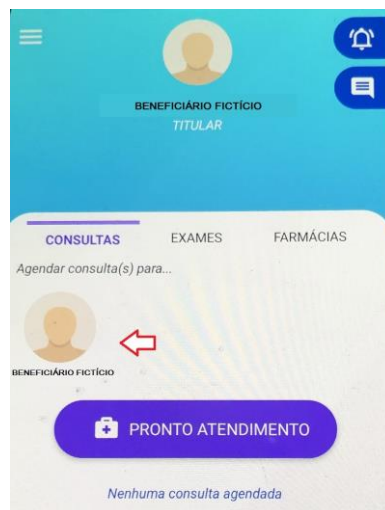 BENEFICIÁRIO FICTÍCIO
TITULAR
CONSULTAS EXAMES FARMÁCIAS
Agendar consulta(s) para...
BENEFICIÁRIO FICTÍCIO
PRONTO ATENDIMENTO
Nenhuma consulta agendada